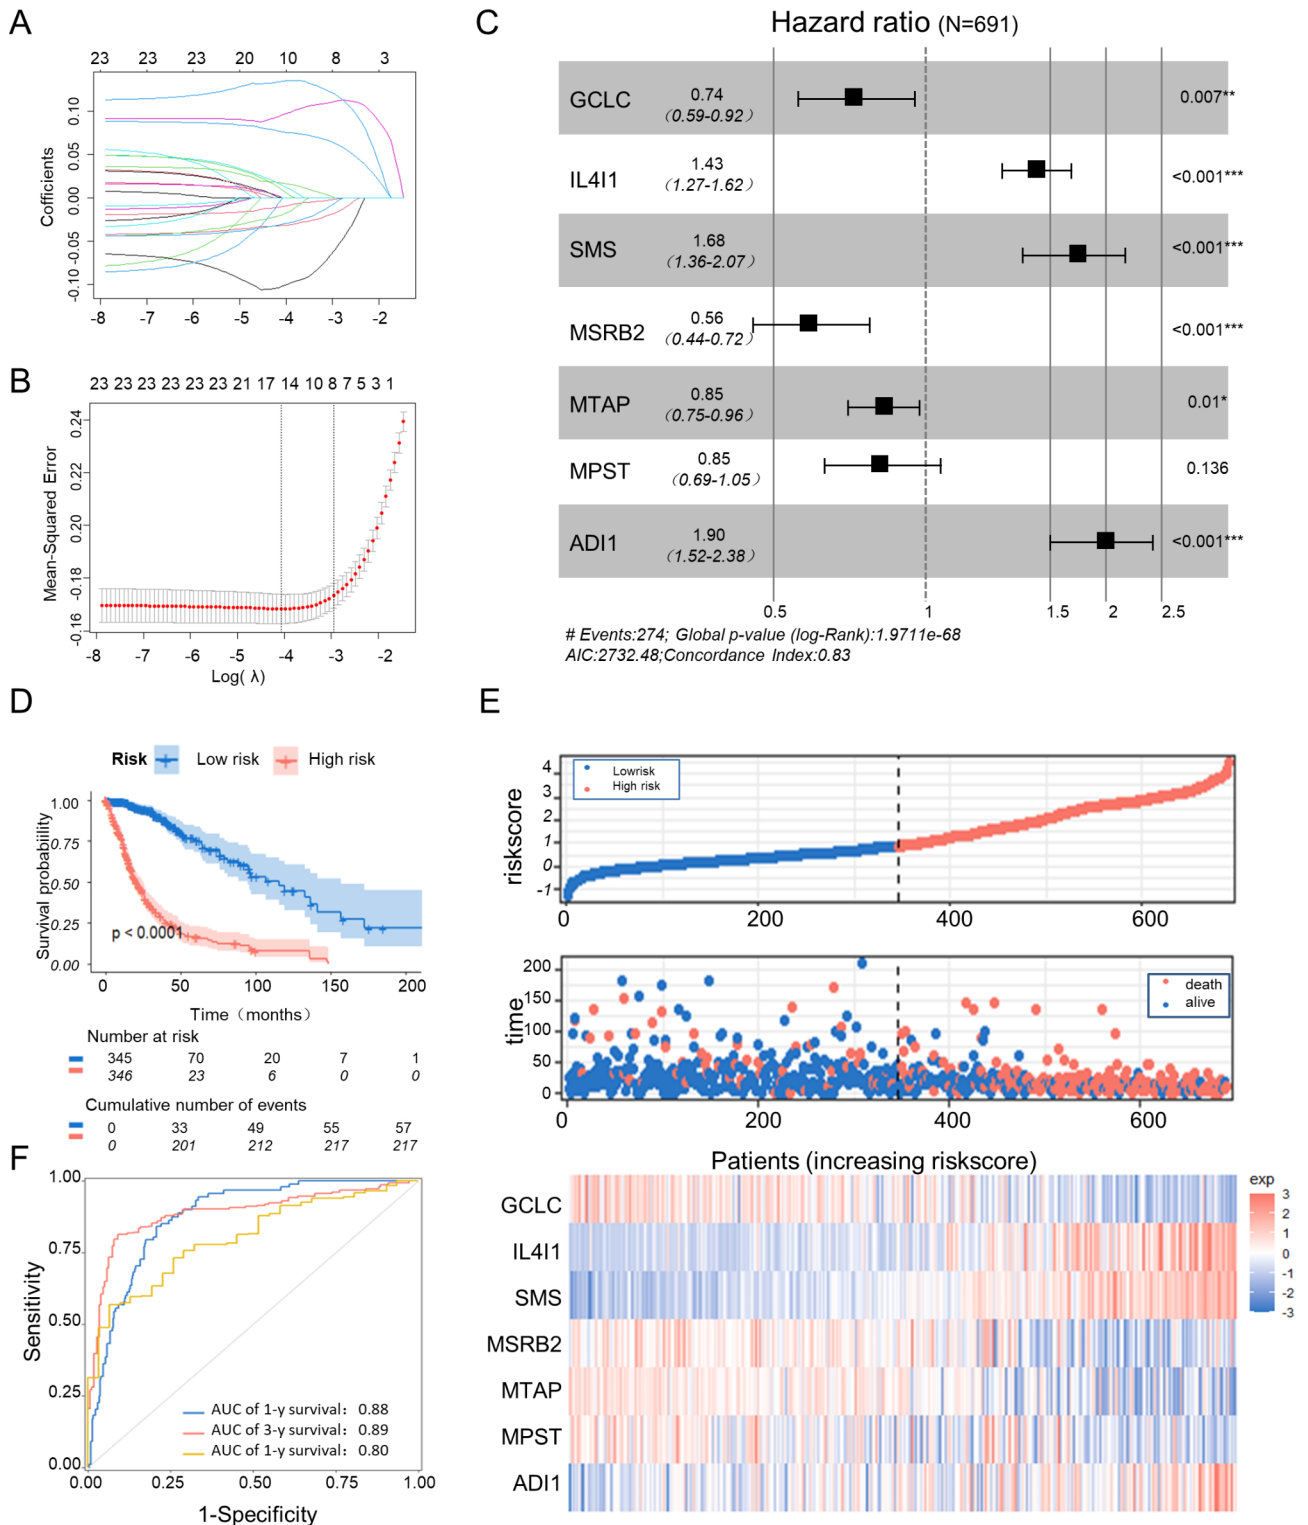 A
23 23 23 20 10 8 3
Cofficients
0.10
0.05
0.00
-0.05
-0.10
-8 -7 -6 -5 -4 -3 -2
B
23 23 23 23 23 23 21 17 14 10 8 7 5 3 1
Mean-Squared Error
0.24
0.22
0.20
-0.18
-0.16
-8 -7 -6 -5 -4 -3 -2
Log( λ)
C
Hazard ratio (N=691)
GCLC 0.74 0.007**
(0.59-0.92)
IL4I1 1.43 <0.001***
(1.27-1.62)
SMS 1.68 <0.001***
(1.36-2.07)
MSRB2 0.56 <0.001***
(0.44-0.72)
MTAP 0.85 0.01*
(0.75-0.96)
MPST 0.85 0.136
(0.69-1.05)
ADI1 1.90 <0.001***
(1.52-2.38)
0.5 1 1.5 2 2.5
# Events:274; Global p-value (log-Rank):1.9711e-68
AIC:2732.48;Concordance Index:0.83
D
Risk Low risk High risk
Survival probabiility
1.00
0.75
0.50
0.25
0.00
p < 0.0001
0 50 100 150 200
Time（months）
Number at risk
345 70 20 7 1
346 23 6 0 0
Cumulative number of events
0 33 49 55 57
0 201 212 217 217
E
riskscore
4
3
2
1
0
-1
Lowrisk
High risk
0 200 400 600
time
200
150
100
50
0
death
alive
0 200 400 600
Patients (increasing riskscore)
GCLC
IL4I1
SMS
MSRB2
MTAP
MPST
ADI1
exp
3
2
1
0
-1
-2
-3
F
Sensitivity
1.00
0.75
0.50
0.25
0.00
AUC of 1-y survival：0.88
AUC of 3-y survival：0.89
AUC of 1-y survival：0.80
0.00 0.25 0.50 0.75 1.00
1-Specificity